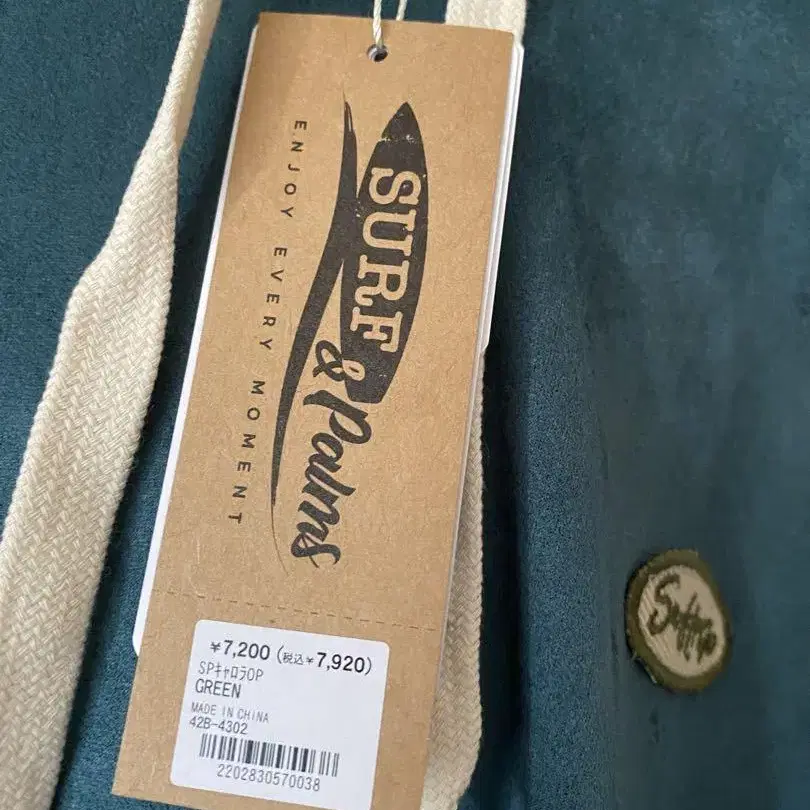 SURF
& Palms
ENJOY EVERY MOMENT
¥7,200 (税込¥7,920)
SPｷｬﾛﾗOP
GREEN
MADE IN CHINA
42B-4302
2202830570038